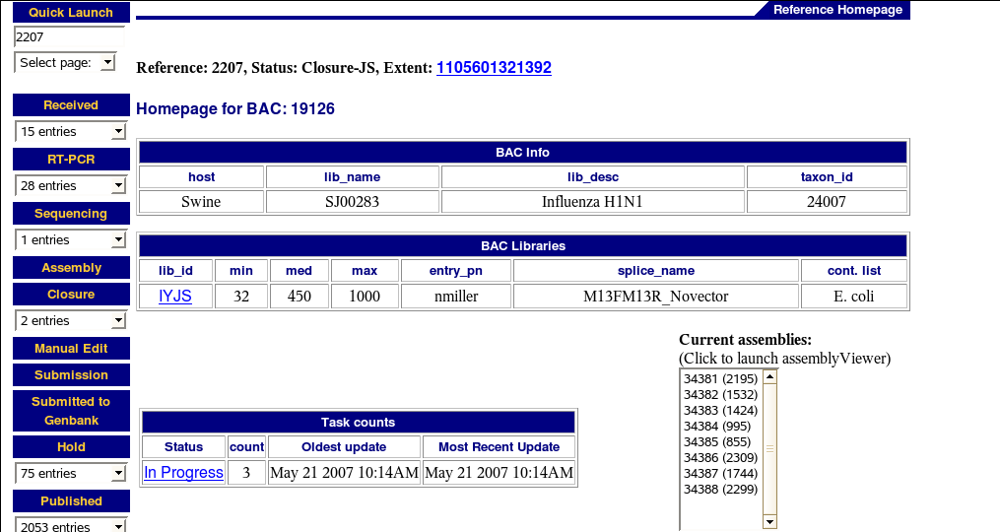 Quick Launch
2207
Select page:
Received
15 entries
RT-PCR
28 entries
Sequencing
1 entries
Assembly
Closure
2 entries
Manual Edit
Submission
Submitted to
Genbank
Hold
75 entries
Published
2053 entries
Reference Homepage
Reference: 2207, Status: Closure-JS, Extent: 1105601321392
Homepage for BAC: 19126
BAC Info
host lib_name lib_desc taxon_id
Swine SJ00283 Influenza H1N1 24007
BAC Libraries
lib_id min med max entry_pn splice_name cont. list
IYJS 32 450 1000 nmiller M13FM13R_Novector E. coli
Task counts
Status count Oldest update Most Recent Update
In Progress 3 May 21 2007 10:14AM May 21 2007 10:14AM
Current assemblies:
(Click to launch assemblyViewer)
34381 (2195)
34382 (1532)
34383 (1424)
34384 (995)
34385 (855)
34386 (2309)
34387 (1744)
34388 (2299)